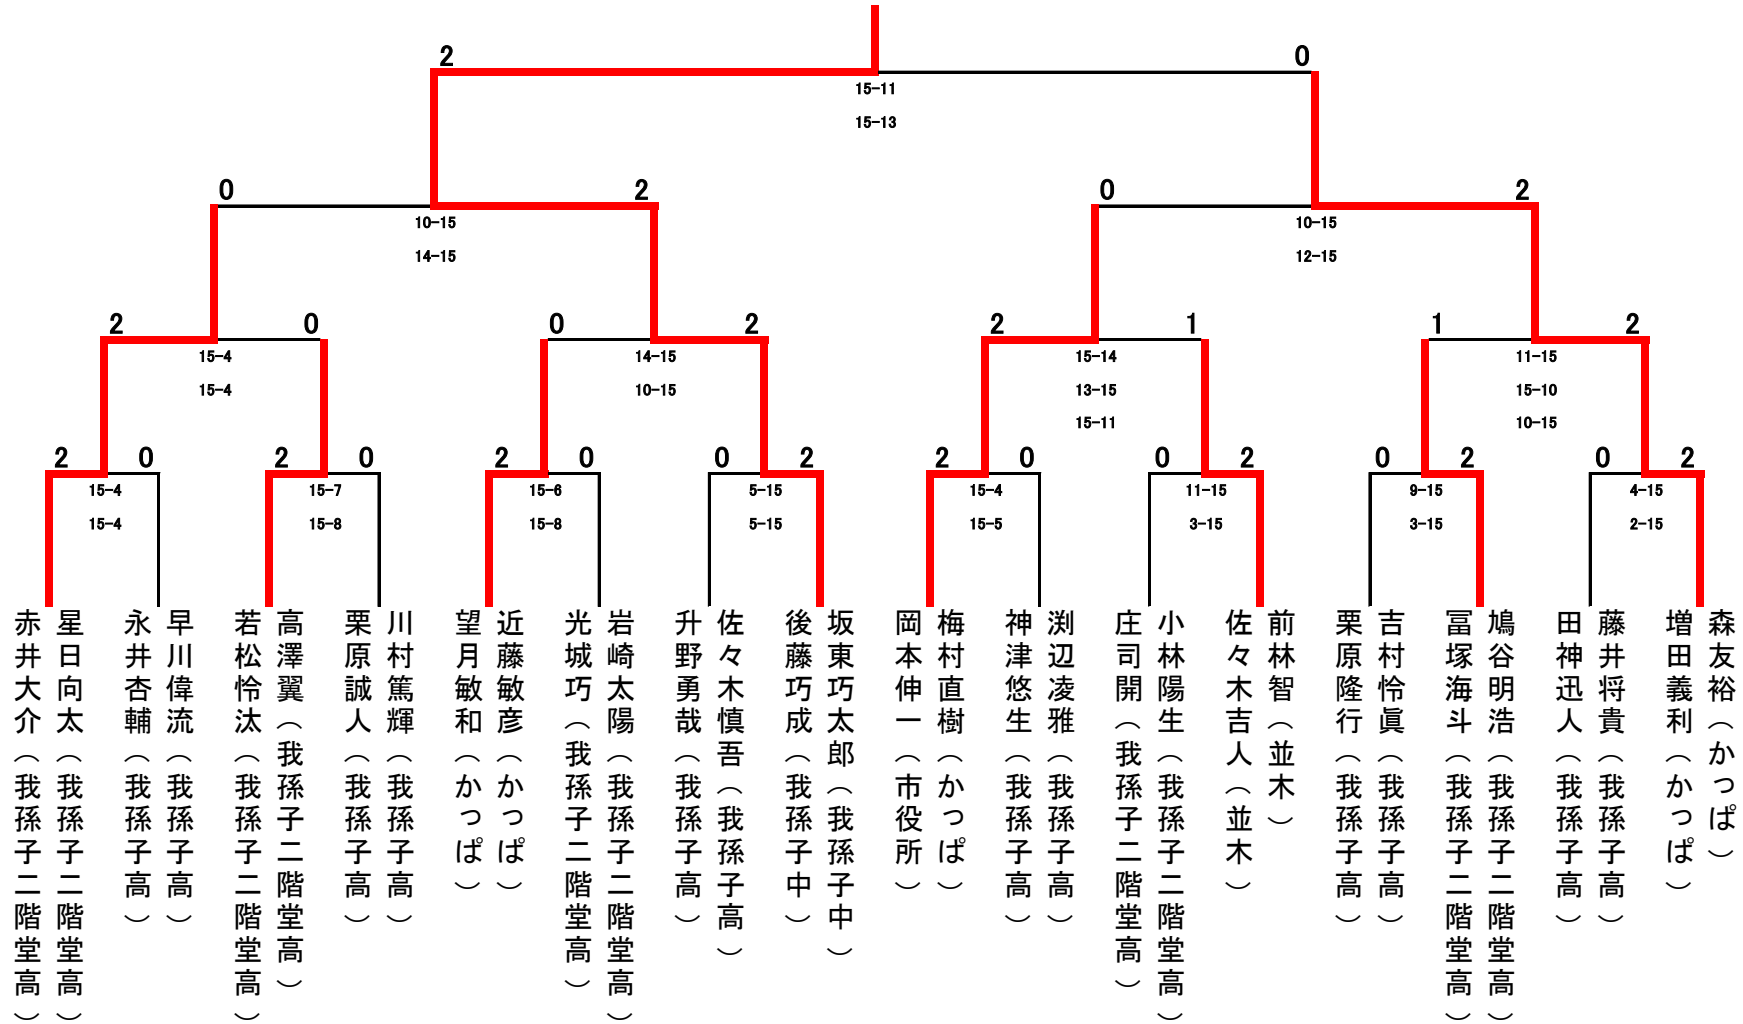 2 0
15-11
15-13
0 2 0 2
10-15 10-15
14-15 12-15
2 0 0 2 2 1 1 2
15-4 14-15 15-14 11-15
15-4 10-15 13-15 15-10
15-11 10-15
2 0 2 0 2 0 0 2 2 0 0 2 0 2 0 2
15-4 15-7 15-6 5-15 15-4 11-15 9-15 4-15
15-4 15-8 15-8 5-15 15-5 3-15 3-15 2-15
赤井大介（我孫子二階堂高）
星日向太（我孫子二階堂高）
永井杏輔（我孫子高）
早川偉流（我孫子高）
若松怜汰（我孫子二階堂高）
高澤翼（我孫子二階堂高）
栗原誠人（我孫子高）
川村篤輝（我孫子高）
望月敏和（かっぱ）
近藤敏彦（かっぱ）
光城巧（我孫子二階堂高）
岩崎太陽（我孫子二階堂高）
升野勇哉（我孫子高）
佐々木慎吾（我孫子高）
後藤巧成（我孫子中）
坂東巧太郎（我孫子中）
岡本伸一（市役所）
梅村直樹（かっぱ）
神津悠生（我孫子高）
渕辺凌雅（我孫子高）
庄司開（我孫子二階堂高）
小林陽生（我孫子二階堂高）
佐々木吉人（並木）
前林智（並木）
栗原隆行（我孫子高）
吉村怜眞（我孫子高）
冨塚海斗（我孫子二階堂高）
鳩谷明浩（我孫子二階堂高）
田神迅人（我孫子高）
藤井将貴（我孫子高）
増田義利（かっぱ）
森友裕（かっぱ）